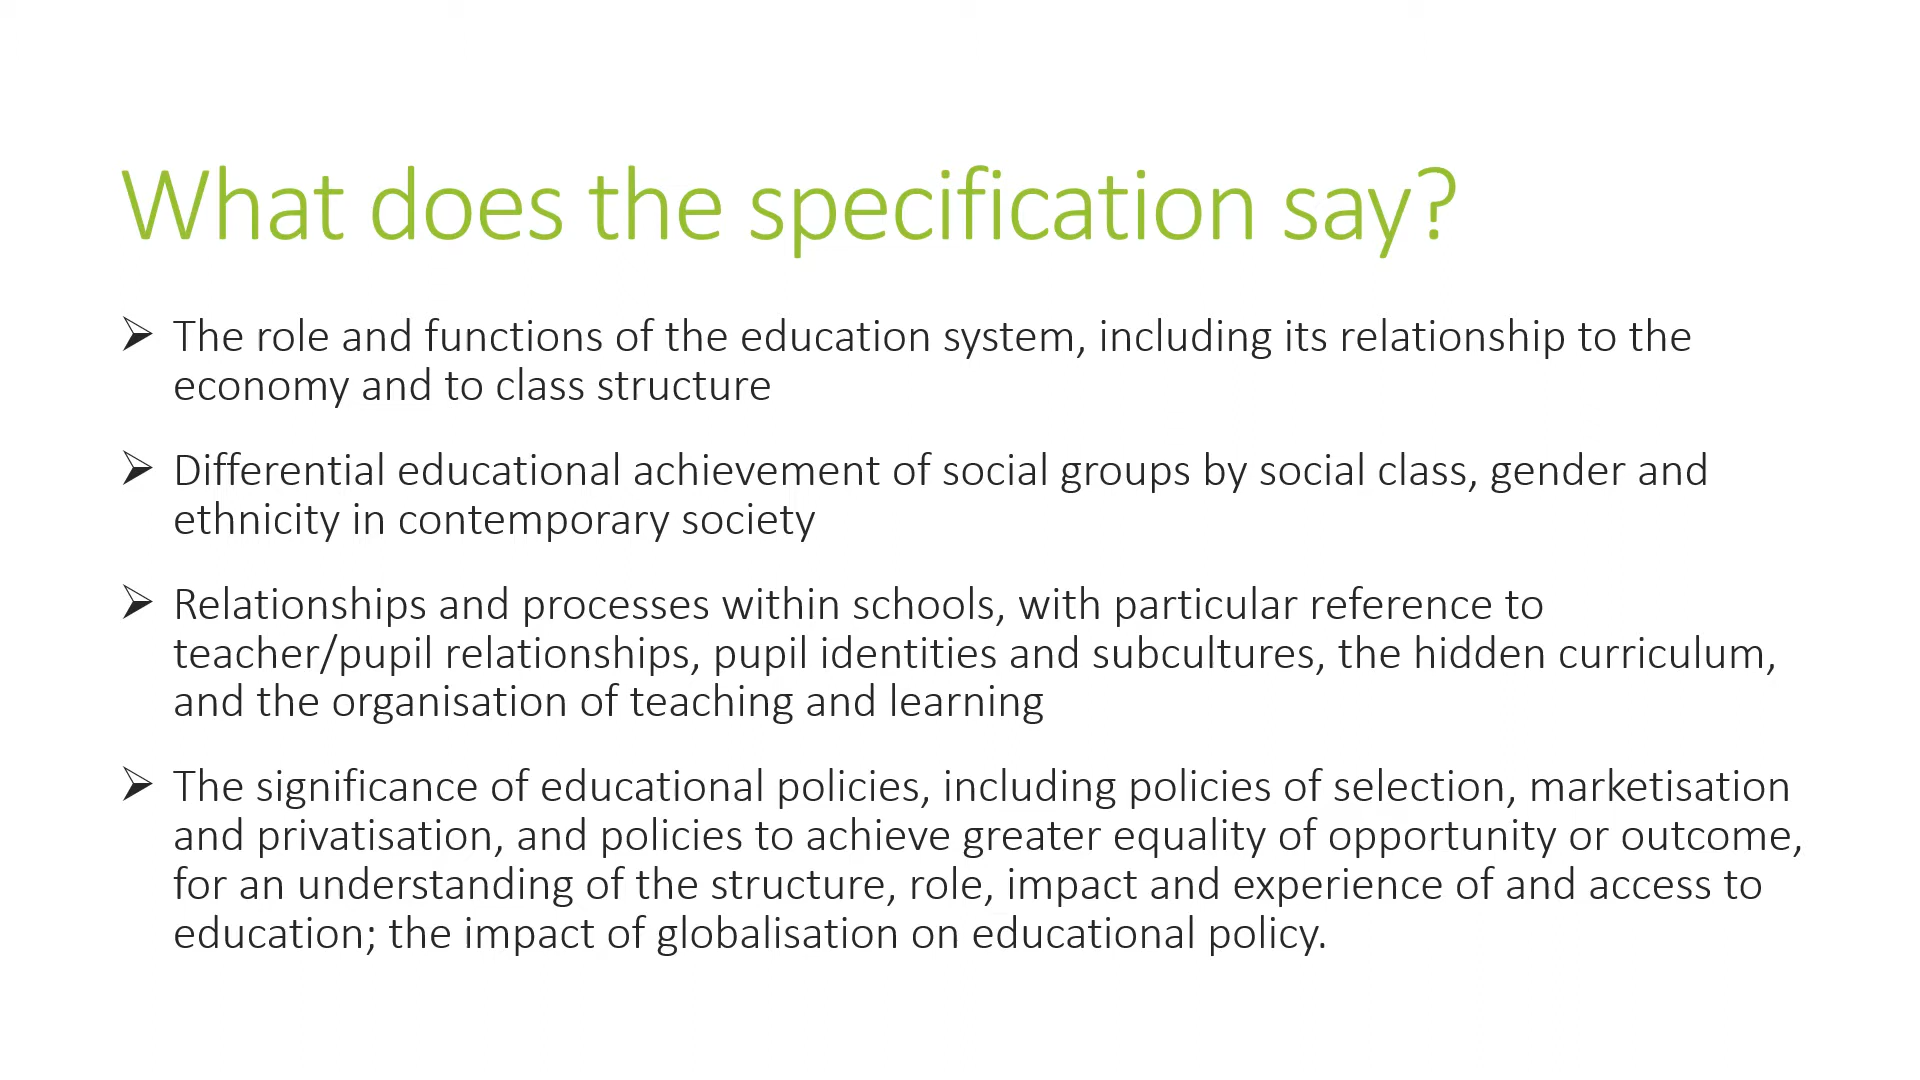 What does the specification say?
The role and functions of the education system, including its relationship to the
economy and to class structure
Differential educational achievement of social groups by social class, gender and
ethnicity in contemporary society
Relationships and processes within schools, with particular reference to
teacher/pupil relationships, pupil identities and subcultures, the hidden curriculum,
and the organisation of teaching and learning
The significance of educational policies, including policies of selection, marketisation
and privatisation, and policies to achieve greater equality of opportunity or outcome,
for an understanding of the structure, role, impact and experience of and access to
education; the impact of globalisation on educational policy.